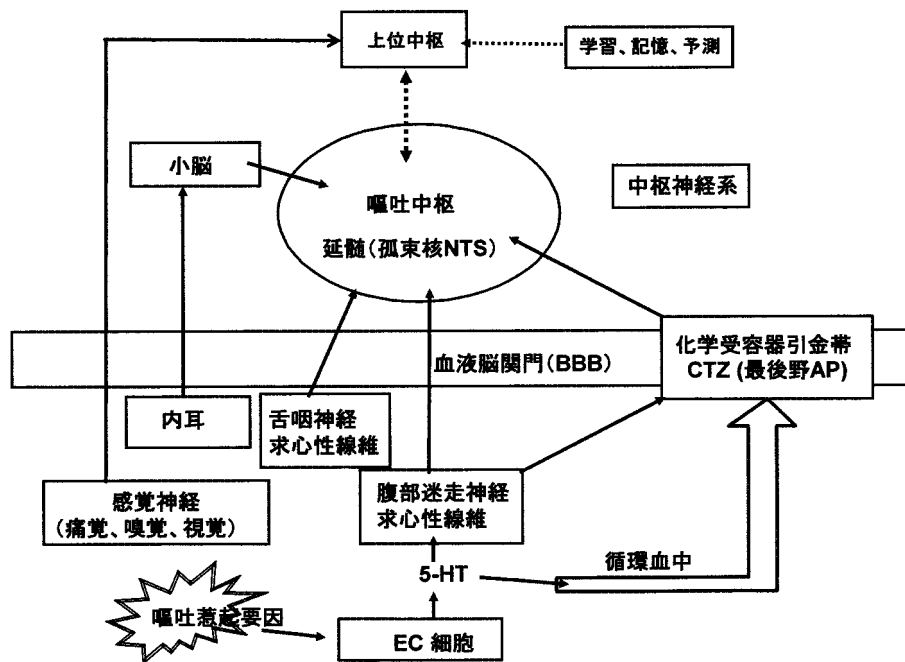 上位中枢
学習、記憶、予測
小脳
中枢神経系
嘔吐中枢
延髄(孤束核NTS)
血液脳関門(BBB)
化学受容器引金帯
CTZ (最後野AP)
内耳
舌咽神経
求心性線維
腹部迷走神経
求心性線維
感覚神経
(痛覚、嗅覚、視覚)
5-HT
循環血中
嘔吐惹起要因
EC 細胞